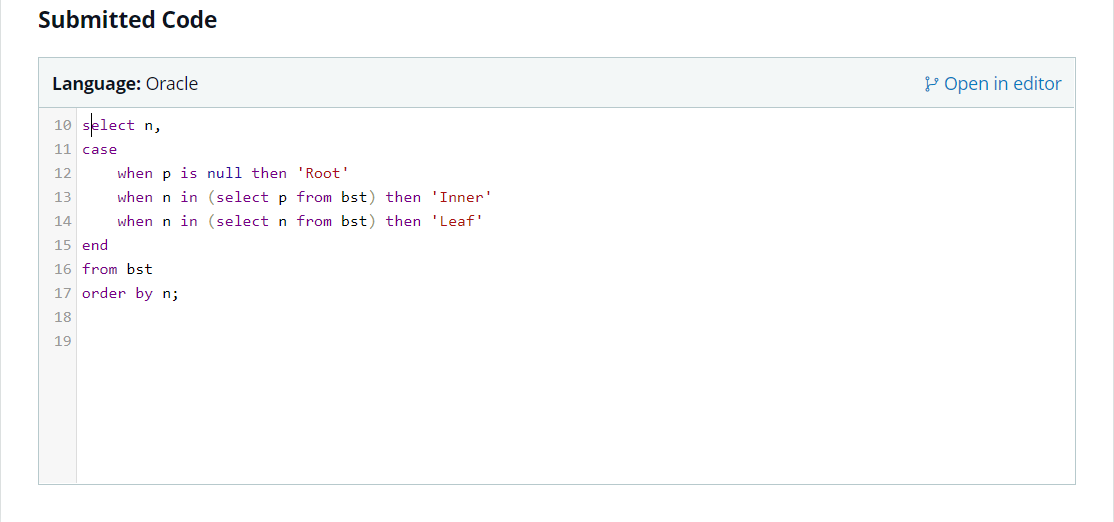 Submitted Code
Language: Oracle Open in editor
10 select n,
11 case
12     when p is null then 'Root'
13     when n in (select p from bst) then 'Inner'
14     when n in (select n from bst) then 'Leaf'
15 end
16 from bst
17 order by n;
18
19